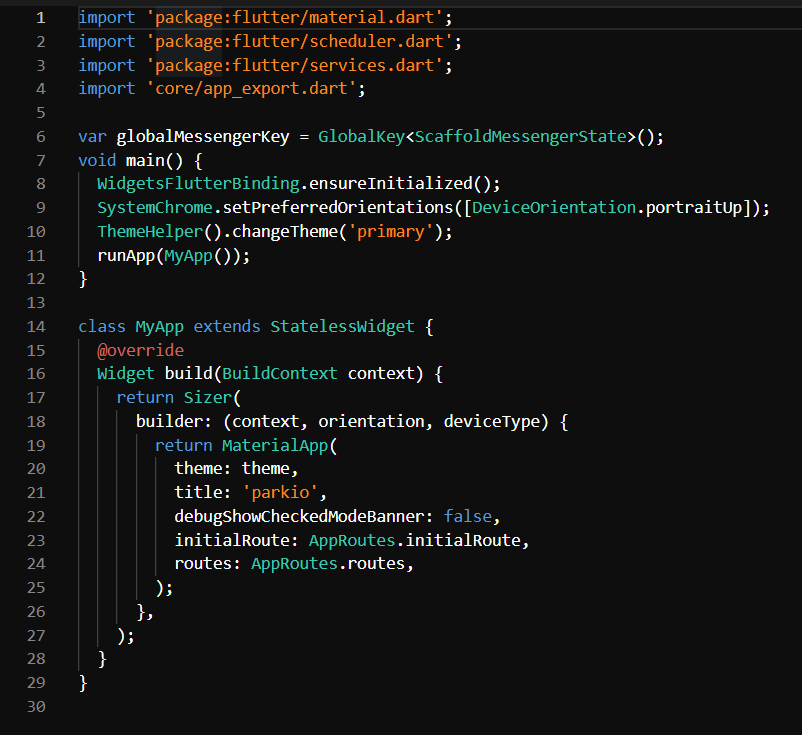 1 import 'package:flutter/material.dart';
2 import 'package:flutter/scheduler.dart';
3 import 'package:flutter/services.dart';
4 import 'core/app_export.dart';
5
6 var globalMessengerKey = GlobalKey<ScaffoldMessengerState>();
7 void main() {
8   WidgetsFlutterBinding.ensureInitialized();
9   SystemChrome.setPreferredOrientations([DeviceOrientation.portraitUp]);
10   ThemeHelper().changeTheme('primary');
11   runApp(MyApp());
12 }
13
14 class MyApp extends StatelessWidget {
15   @override
16   Widget build(BuildContext context) {
17     return Sizer(
18       builder: (context, orientation, deviceType) {
19         return MaterialApp(
20           theme: theme,
21           title: 'parkio',
22           debugShowCheckedModeBanner: false,
23           initialRoute: AppRoutes.initialRoute,
24           routes: AppRoutes.routes,
25         );
26       },
27     );
28   }
29 }
30